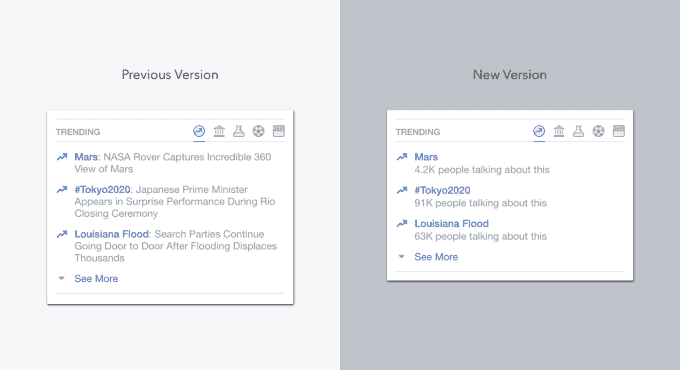 Previous Version
TRENDING
Mars: NASA Rover Captures Incredible 360
View of Mars
#Tokyo2020: Japanese Prime Minister
Appears in Surprise Performance During Rio
Closing Ceremony
Louisiana Flood: Search Parties Continue
Going Door to Door After Flooding Displaces
Thousands
See More
New Version
TRENDING
Mars
4.2K people talking about this
#Tokyo2020
91K people talking about this
Louisiana Flood
63K people talking about this
See More